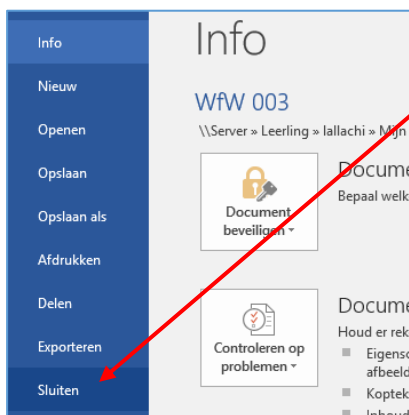 Info
Nieuw
Openen
Opslaan
Opslaan als
Afdrukken
Delen
Exporteren
Sluiten
Info
WfW 003
\\Server » Leerling » lallachi » Mijn
Document
beveiligen
Bepaal welk
Controleren op
problemen
Houd er rek
Koptek